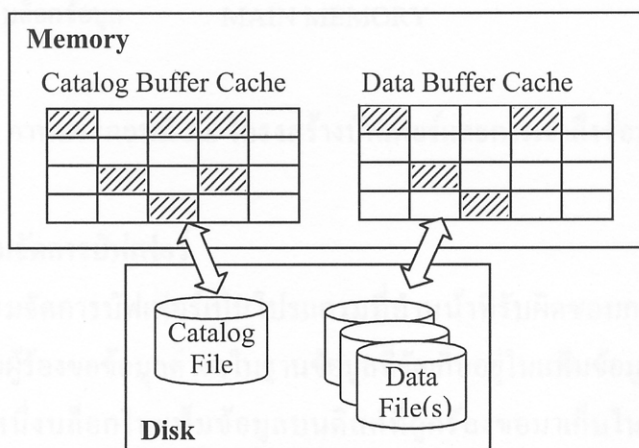 Memory
Catalog Buffer Cache
Data Buffer Cache
Catalog
File
Data
File(s)
Disk